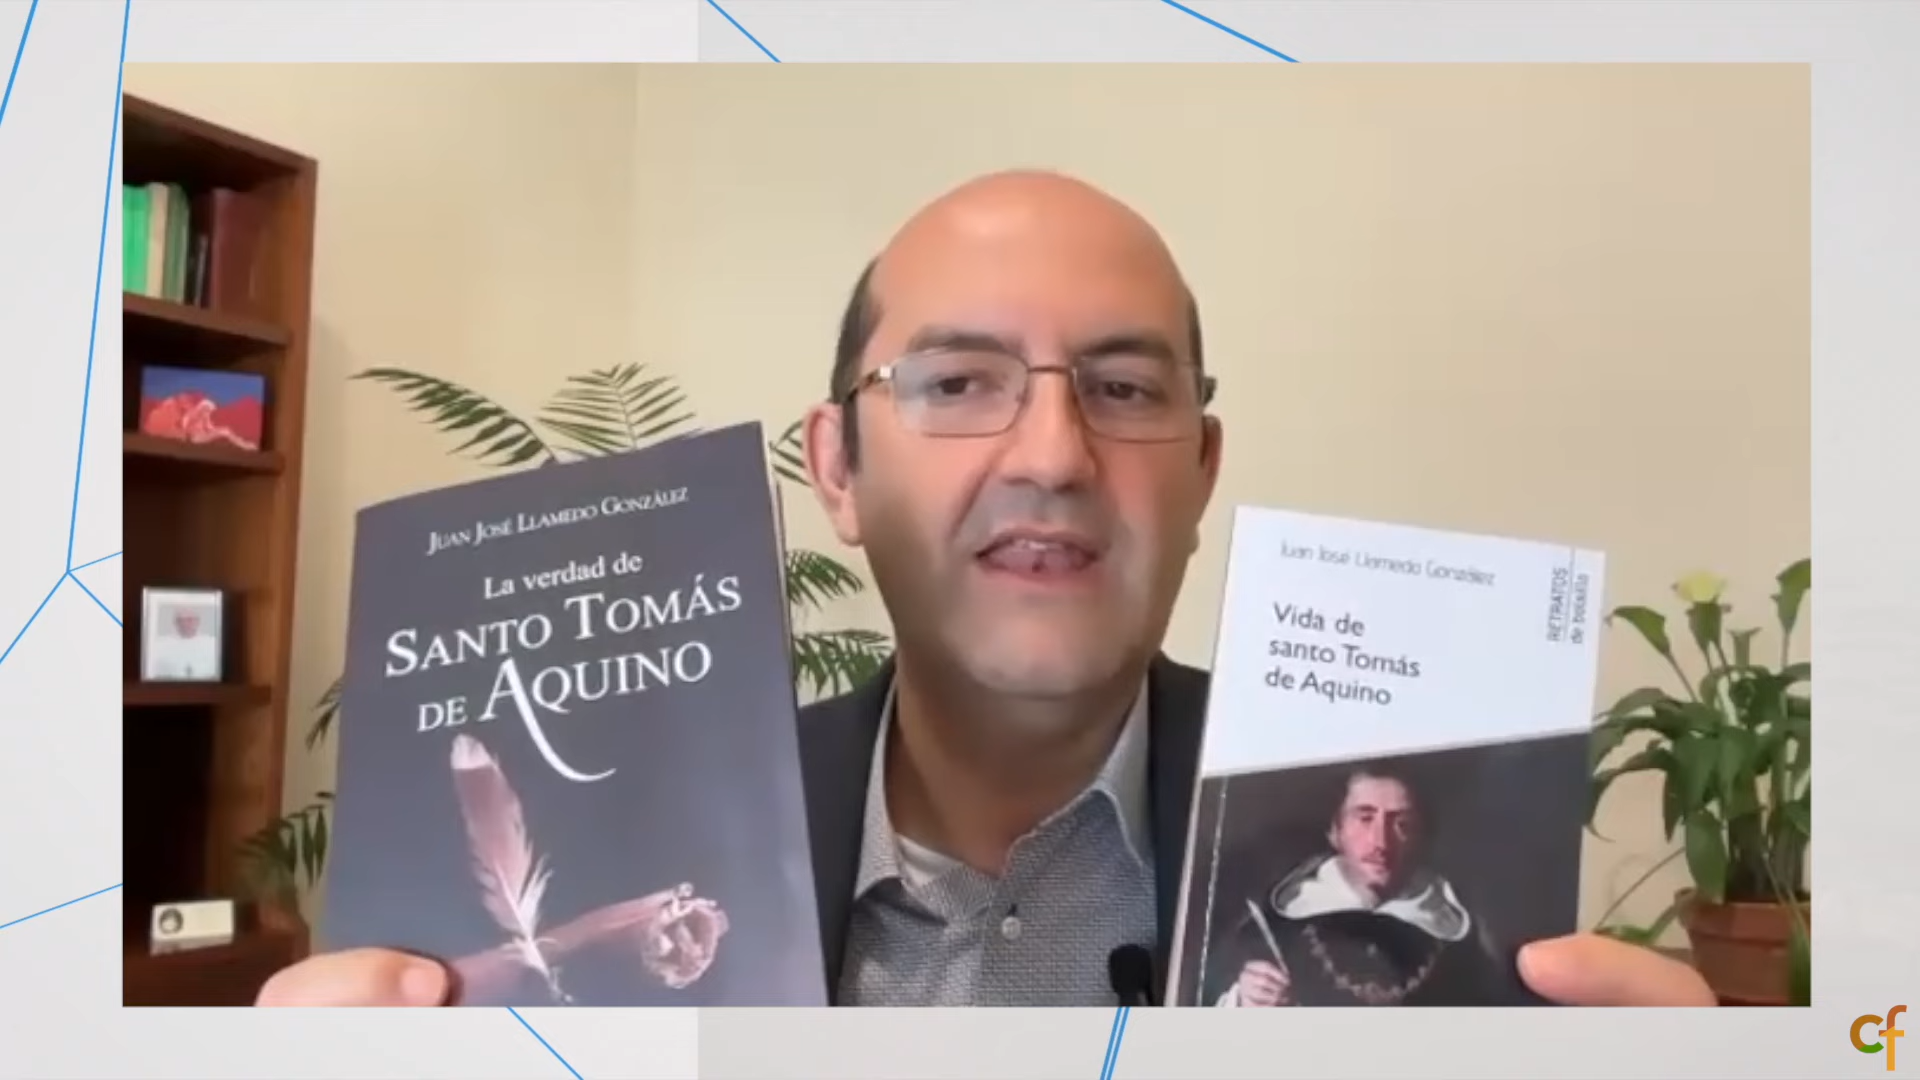 JUAN JOSÉ LLAMEDO GONZÁLEZ
La verdad de
SANTO TOMÁS
DE AQUINO
Juan José Llamedo González
RETRATOS
de bolsillo
Vida de
santo Tomás
de Aquino
cf